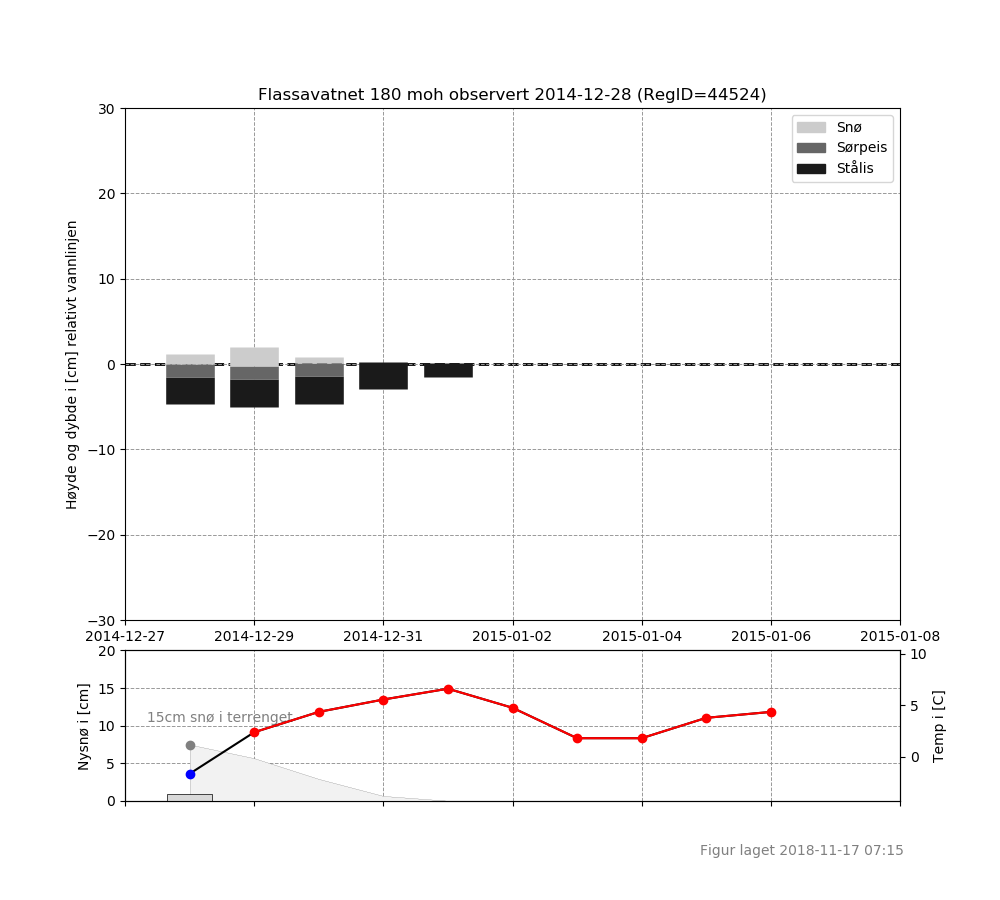 Flassavatnet 180 moh observert 2014-12-28 (RegID=44524)
Høyde og dybde i [cm] relativt vannlinjen
30
20
10
0
−10
−20
−30
Snø
Sørpeis
Stålis
2014-12-27
2014-12-29
2014-12-31
2015-01-02
2015-01-04
2015-01-06
2015-01-08
Nysnø i [cm]
20
15
10
5
0
15cm snø i terrenget
10
5
0
Temp i [C]
Figur laget 2018-11-17 07:15